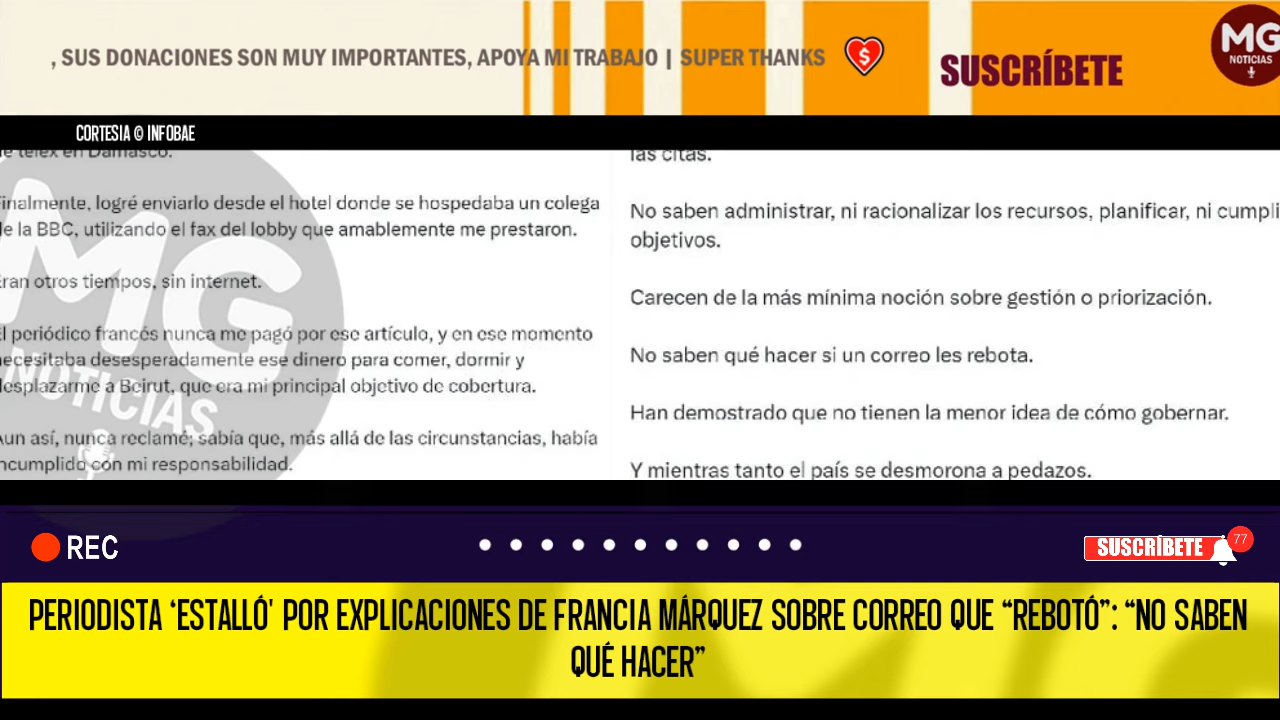 , SUS DONACIONES SON MUY IMPORTANTES, APOYA MI TRABAJO | SUPER THANKS
SUSCRÍBETE
MG
NOTICIAS
CORTESIA © INFOBAE
de télex en Damasco.
Finalmente, logré enviarlo desde el hotel donde se hospedaba un colega
de la BBC, utilizando el fax del lobby que amablemente me prestaron.
Eran otros tiempos, sin internet.
El periódico francés nunca me pagó por ese artículo, y en ese momento
necesitaba desesperadamente ese dinero para comer, dormir y
desplazarme a Beirut, que era mi principal objetivo de cobertura.
Aun así, nunca reclamé; sabía que, más allá de las circunstancias, había
incumplido con mi responsabilidad.
MG
NOTICIAS
las citas.
No saben administrar, ni racionalizar los recursos, planificar, ni cumpli
objetivos.
Carecen de la más mínima noción sobre gestión o priorización.
No saben qué hacer si un correo les rebota.
Han demostrado que no tienen la menor idea de cómo gobernar.
Y mientras tanto el país se desmorona a pedazos.
REC
SUSCRÍBETE
77
PERIODISTA ‘ESTALLÓ' POR EXPLICACIONES DE FRANCIA MÁRQUEZ SOBRE CORREO QUE “REBOTÓ”: “NO SABEN
QUÉ HACER”